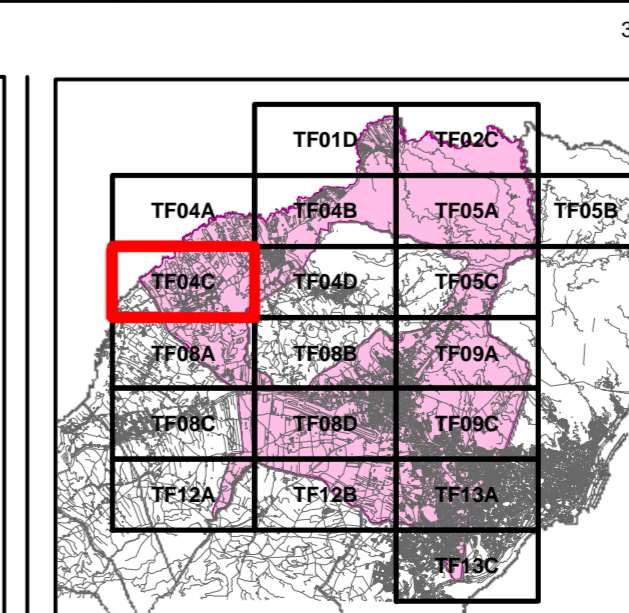 3
TF01D TF02C
TF04A TF04B TF05A TF05B
TF04C TF04D TF05C
TF08A TF08B TF09A
TF08C TF08D TF09C
TF12A TF12B TF13A
TF13C